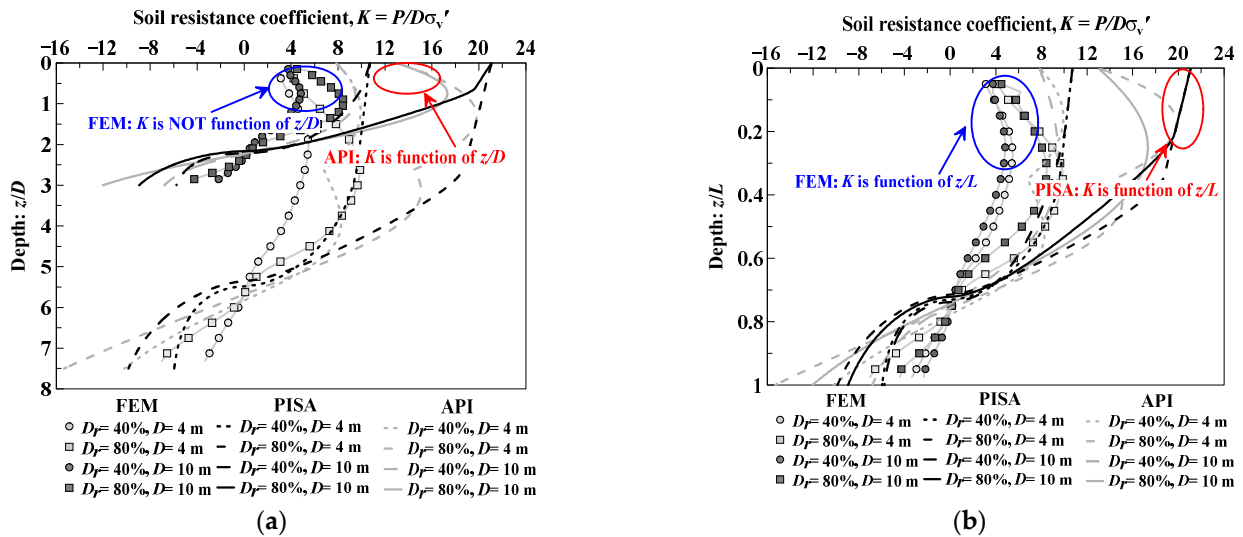 Soil resistance coefficient, K = P/Dσv′
−16 −12 −8 −4 0 4 8 12 16 20 24
0
1
2
3
4
5
6
7
8
Depth: z/D
FEM: K is NOT function of z/D
API: K is function of z/D
FEM PISA API
Dr= 40%, D= 4 m Dr= 40%, D= 4 m Dr= 40%, D= 4 m
Dr= 80%, D= 4 m Dr= 80%, D= 4 m Dr= 80%, D= 4 m
Dr= 40%, D= 10 m Dr= 40%, D= 10 m Dr= 40%, D= 10 m
Dr= 80%, D= 10 m Dr= 80%, D= 10 m Dr= 80%, D= 10 m
(a)
Soil resistance coefficient, K = P/Dσv′
−16 −12 −8 −4 0 4 8 12 16 20 24
0
0.2
0.4
0.6
0.8
1
Depth: z/L
FEM: K is function of z/L
PISA: K is function of z/L
FEM PISA API
Dr= 40%, D= 4 m Dr= 40%, D= 4 m Dr= 40%, D= 4 m
Dr= 80%, D= 4 m Dr= 80%, D= 4 m Dr= 80%, D= 4 m
Dr= 40%, D= 10 m Dr= 40%, D= 10 m Dr= 40%, D= 10 m
Dr= 80%, D= 10 m Dr= 80%, D= 10 m Dr= 80%, D= 10 m
(b)